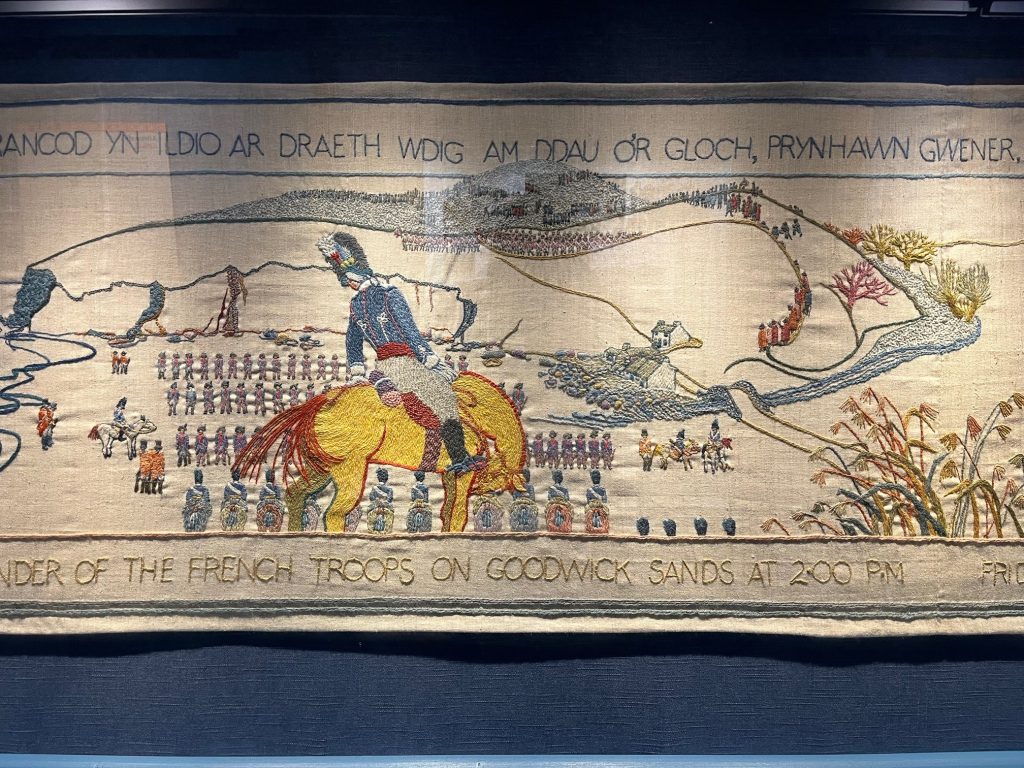 RANCOD YN ILDIO AR DRAETH WDIG AM DDAU O'R GLOCH, PRYNHAWN GWENER,
NDER OF THE FRENCH TROOPS ON GOODWICK SANDS AT 2·00 P·M FRID